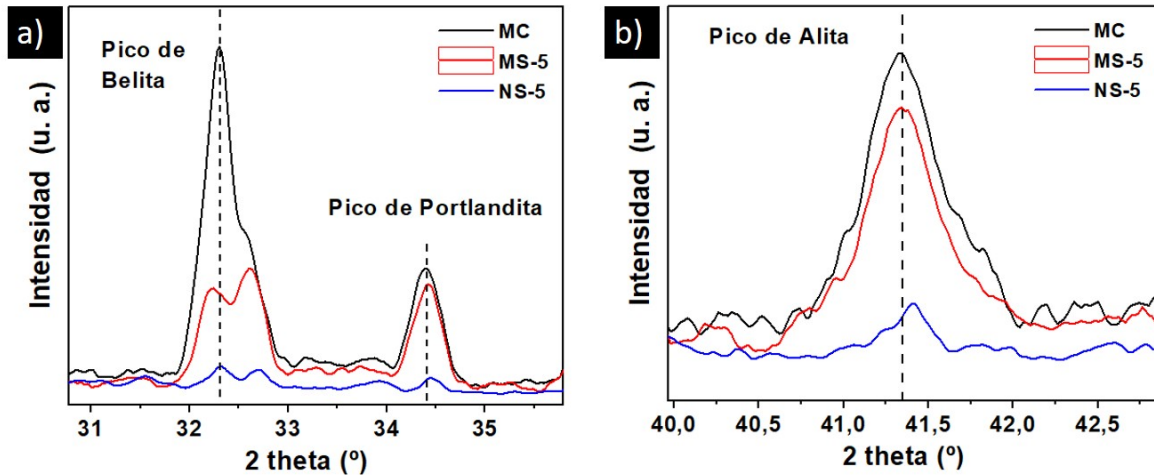 a)
Pico de
Belita
MC
MS-5
NS-5
Pico de Portlandita
Intensidad (u. a.)
31 32 33 34 35
2 theta (º)
b)
Pico de Alita
MC
MS-5
NS-5
Intensidad (u. a.)
40,0 40,5 41,0 41,5 42,0 42,5
2 theta (º)